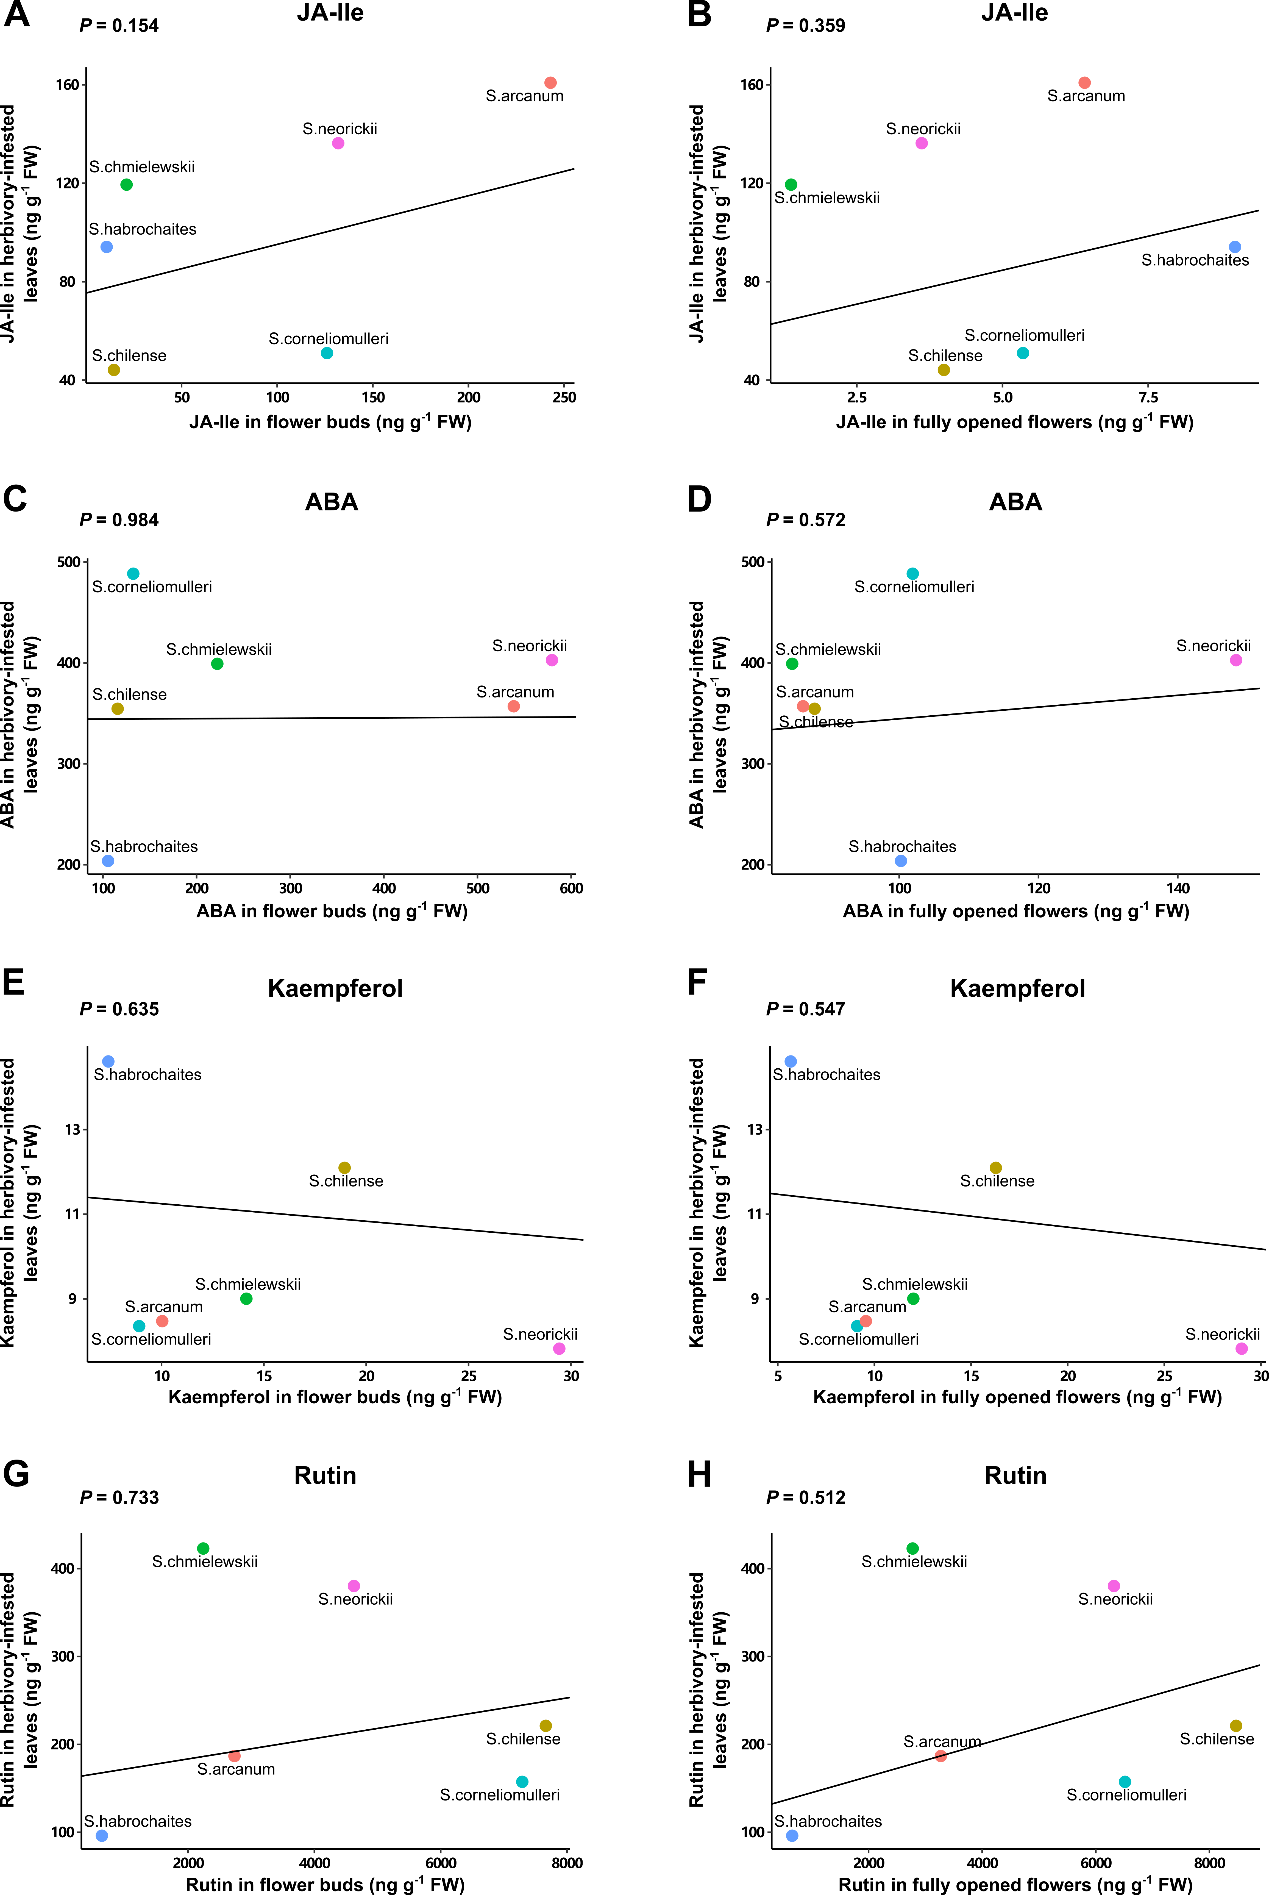 A
JA-Ile
P = 0.154
160
120
80
40
JA-Ile in herbivory-infested
leaves (ng g-1 FW)
S.arcanum
S.neorickii
S.chmielewskii
S.habrochaites
S.corneliomulleri
S.chilense
50
100
150
200
250
JA-Ile in flower buds (ng g-1 FW)
B
JA-Ile
P = 0.359
160
120
80
40
JA-Ile in herbivory-infested
leaves (ng g-1 FW)
S.arcanum
S.neorickii
S.chmielewskii
S.habrochaites
S.corneliomulleri
S.chilense
2.5
5.0
7.5
JA-Ile in fully opened flowers (ng g-1 FW)
C
ABA
P = 0.984
500
400
300
200
ABA in herbivory-infested
leaves (ng g-1 FW)
S.corneliomulleri
S.chmielewskii
S.neorickii
S.chilense
S.arcanum
S.habrochaites
100
200
300
400
500
600
ABA in flower buds (ng g-1 FW)
D
ABA
P = 0.572
500
400
300
200
ABA in herbivory-infested
leaves (ng g-1 FW)
S.corneliomulleri
S.chmielewskii
S.neorickii
S.arcanum
S.chilense
S.habrochaites
100
120
140
ABA in fully opened flowers (ng g-1 FW)
E
Kaempferol
P = 0.635
13
11
9
Kaempferol in herbivory-infested
leaves (ng g-1 FW)
S.habrochaites
S.chilense
S.chmielewskii
S.arcanum
S.corneliomulleri
S.neorickii
10
15
20
25
30
Kaempferol in flower buds (ng g-1 FW)
F
Kaempferol
P = 0.547
13
11
9
Kaempferol in herbivory-infested
leaves (ng g-1 FW)
S.habrochaites
S.chilense
S.chmielewskii
S.arcanum
S.corneliomulleri
S.neorickii
5
10
15
20
25
30
Kaempferol in fully opened flowers (ng g-1 FW)
G
Rutin
P = 0.733
400
300
200
100
Rutin in herbivory-infested
leaves (ng g-1 FW)
S.chmielewskii
S.neorickii
S.chilense
S.arcanum
S.corneliomulleri
S.habrochaites
2000
4000
6000
8000
Rutin in flower buds (ng g-1 FW)
H
Rutin
P = 0.512
400
300
200
100
Rutin in herbivory-infested
leaves (ng g-1 FW)
S.chmielewskii
S.neorickii
S.arcanum
S.chilense
S.corneliomulleri
S.habrochaites
2000
4000
6000
8000
Rutin in fully opened flowers (ng g-1 FW)